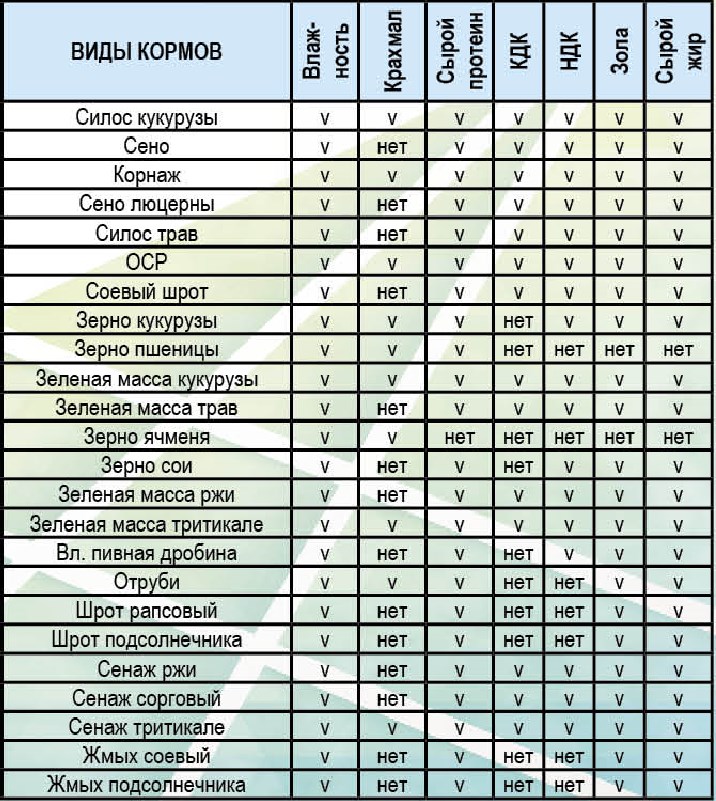 ВИДЫ КОРМОВ Влаж-ность Крахмал Сырой протеин КДК НДК Зола Сырой жир
Силос кукурузы v v v v v v v
Сено v нет v v v v v
Корнаж v v v v v v v
Сено люцерны v нет v v v v v
Силос трав v нет v v v v v
ОСР v v v v v v v
Соевый шрот v нет v v v v v
Зерно кукурузы v v v нет v v v
Зерно пшеницы v v v нет нет нет нет
Зеленая масса кукурузы v v v v v v v
Зеленая масса трав v нет v v v v v
Зерно ячменя v v нет нет нет нет нет
Зерно сои v нет v нет v v v
Зеленая масса ржи v нет v v v v v
Зеленая масса тритикале v v v v v v v
Вл. пивная дробина v нет v нет v v v
Отруби v v v нет нет v v
Шрот рапсовый v нет v нет нет v v
Шрот подсолнечника v нет v нет нет v v
Сенаж ржи v нет v v v v v
Сенаж сорговый v нет v v v v v
Сенаж тритикале v v v v v v v
Жмых соевый v нет v нет нет v v
Жмых подсолнечника v нет v нет нет v v